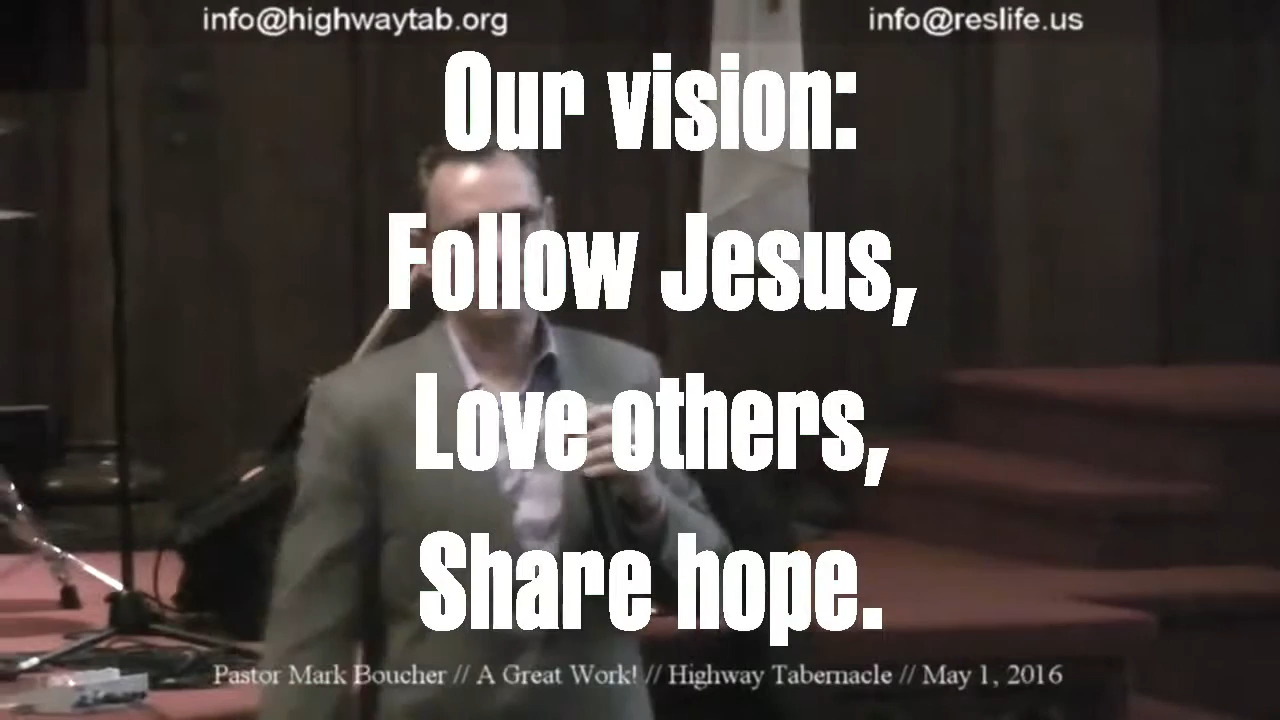 info@highwaytab.org info@reslife.us
Our vision:
Follow Jesus,
Love others,
Share hope.
Pastor Mark Boucher // A Great Work! // Highway Tabernacle // May 1, 2016